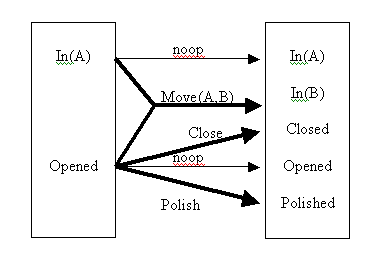 noop
In(A)
In(A)
In(B)
Move(A,B)
Closed
Close
noop
Opened
Opened
Polish
Polished